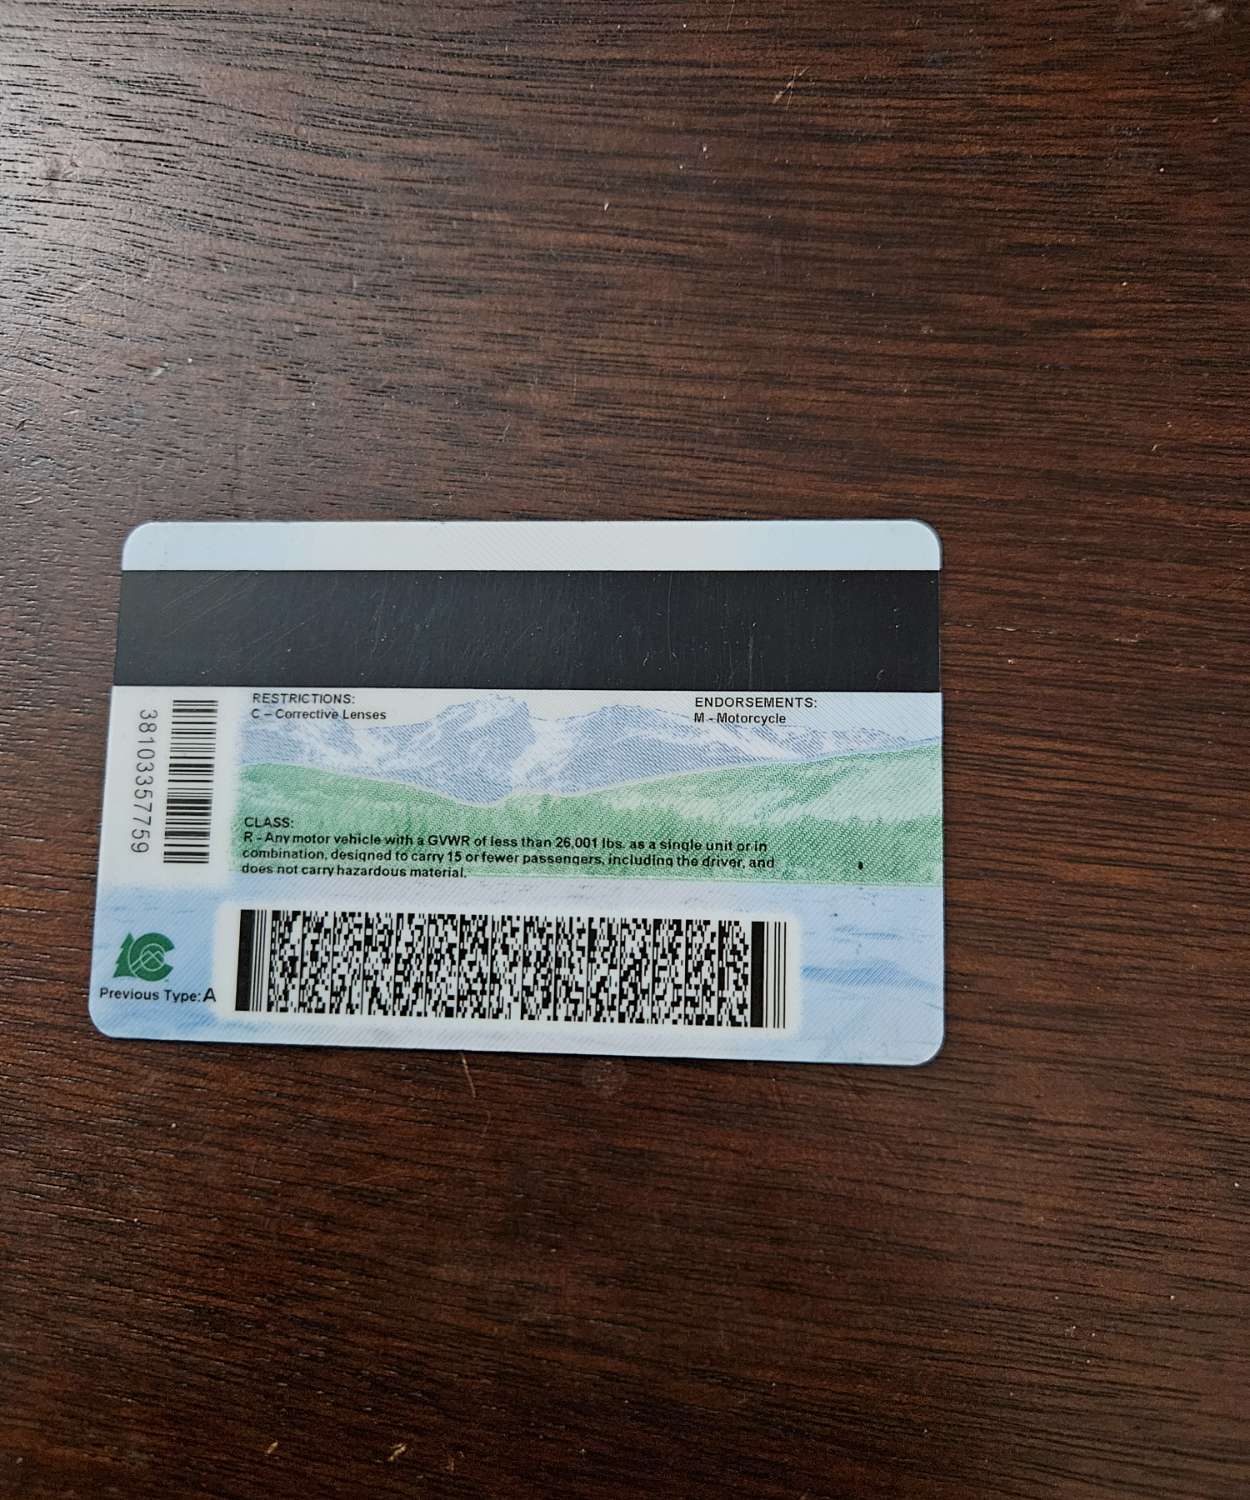 RESTRICTIONS:
C – Corrective Lenses
ENDORSEMENTS:
M - Motorcycle
38103357759
CLASS:
R - Any motor vehicle with a GVWR of less than 26,001 lbs. as a single unit or in
combination, designed to carry 15 or fewer passengers, including the driver, and
does not carry hazardous material.
Previous Type: A